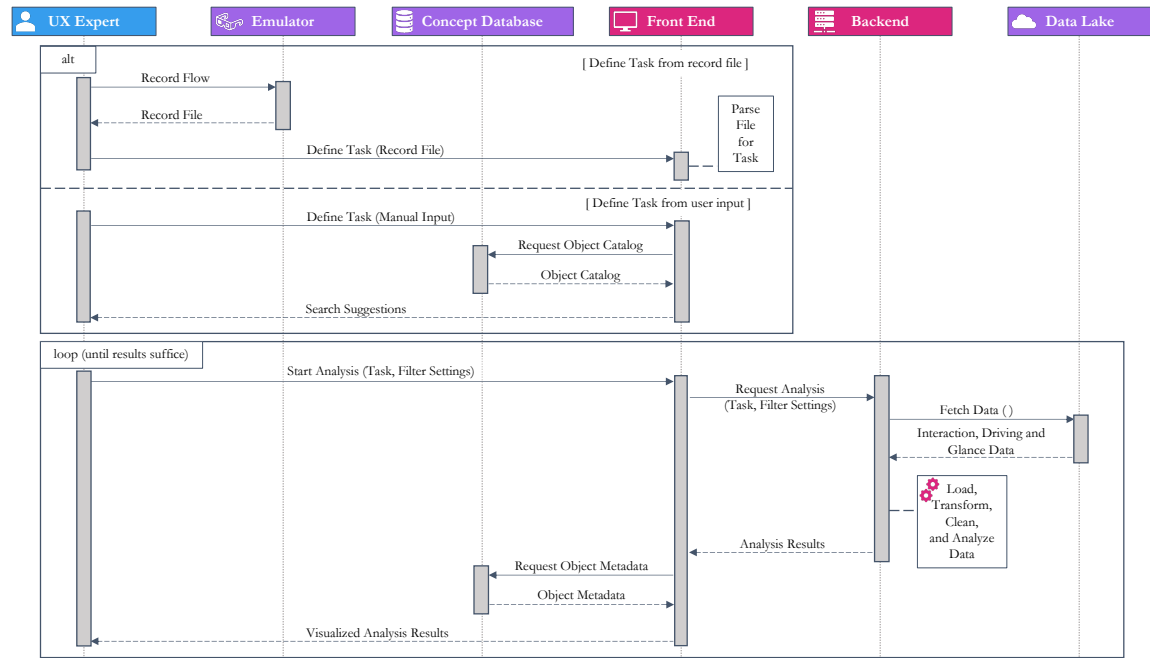 UX Expert
Emulator
Concept Database
Front End
Backend
Data Lake
alt
[ Define Task from record file ]
Record Flow
Record File
Parse
File
for
Task
Define Task (Record File)
[ Define Task from user input ]
Define Task (Manual Input)
Request Object Catalog
Object Catalog
Search Suggestions
loop (until results suffice)
Start Analysis (Task, Filter Settings)
Request Analysis
(Task, Filter Settings)
Fetch Data ( )
Interaction, Driving and
Glance Data
Load,
Transform,
Clean,
and Analyze
Data
Analysis Results
Request Object Metadata
Object Metadata
Visualized Analysis Results